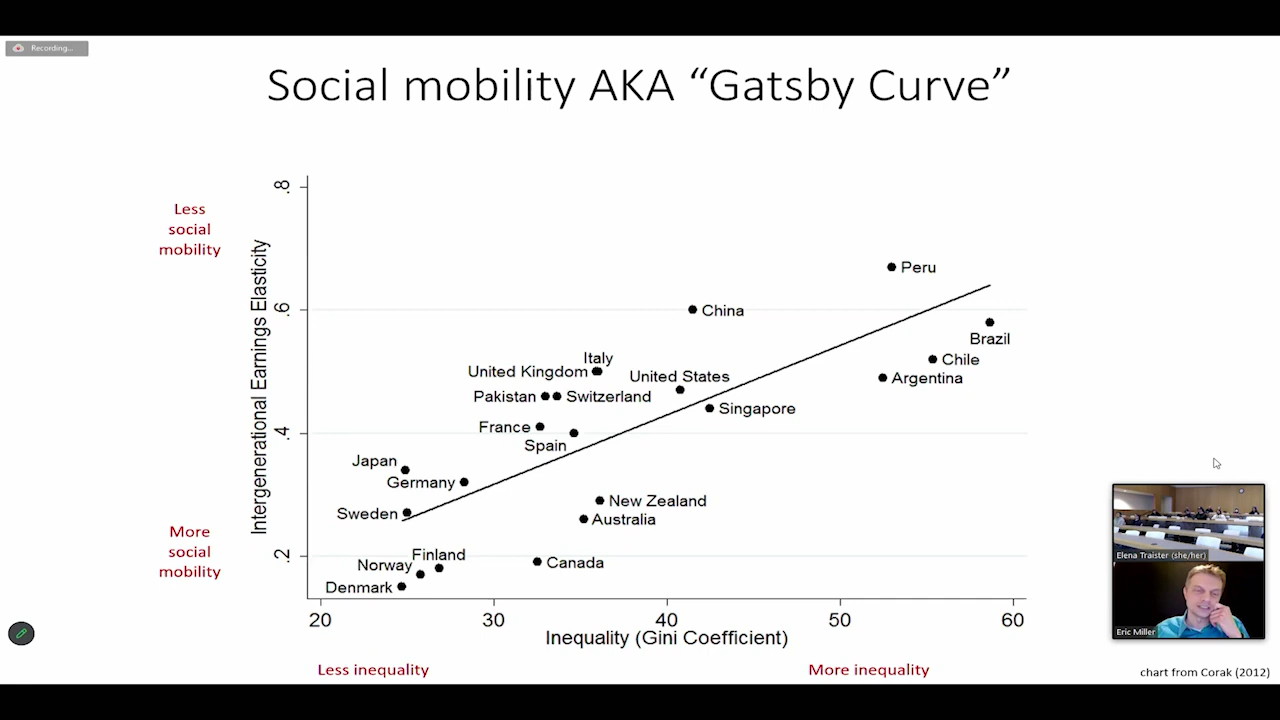 Recording...
Social mobility AKA “Gatsby Curve”
Less
social
mobility
More
social
mobility
Intergenerational Earnings Elasticity
.8
.6
.4
.2
Peru
China
Brazil
Chile
Argentina
Italy
United Kingdom
United States
Pakistan
Switzerland
Singapore
France
Spain
Japan
Germany
Sweden
New Zealand
Australia
Finland
Norway
Canada
Denmark
20
30
40
50
60
Inequality (Gini Coefficient)
Less inequality
More inequality
Elena Traister (she/her)
Eric Miller
chart from Corak (2012)